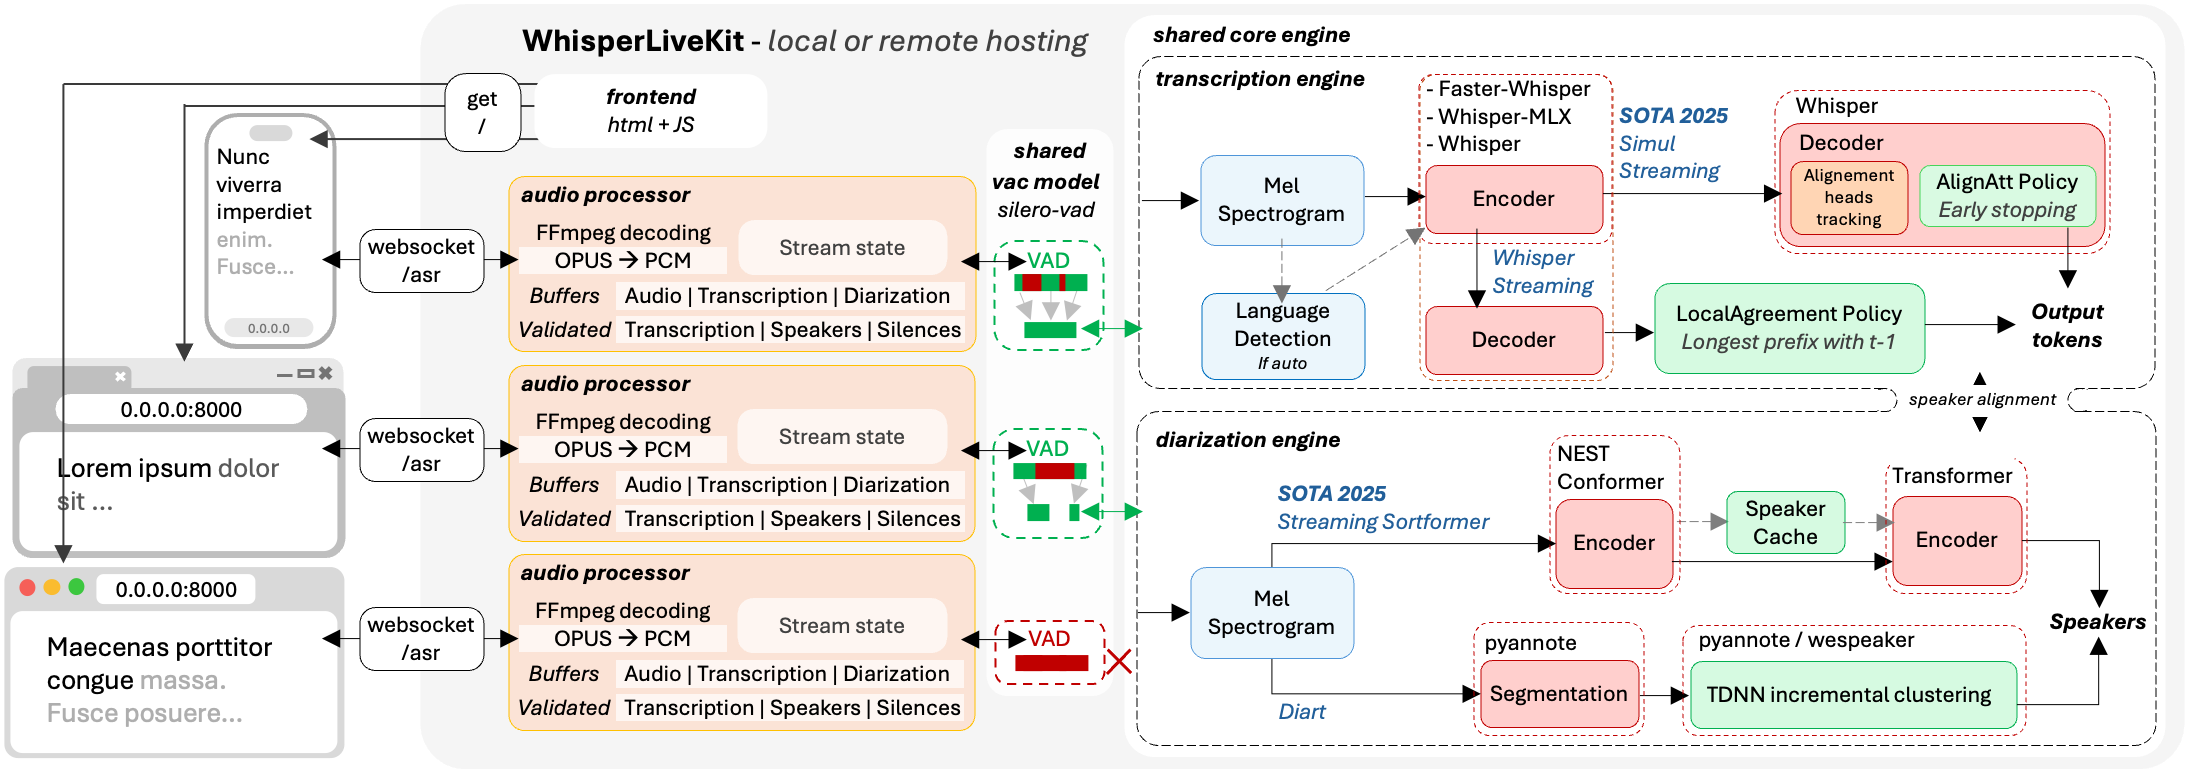 WhisperLiveKit - local or remote hosting
get
/
frontend
html + JS
Nunc
viverra
imperdiet
enim.
Fusce...
0.0.0.0
websocket
/asr
audio processor
FFmpeg decoding
OPUS → PCM
Stream state
Buffers Audio | Transcription | Diarization
Validated Transcription | Speakers | Silences
0.0.0.0:8000
Lorem ipsum dolor
sit ...
websocket
/asr
audio processor
FFmpeg decoding
OPUS → PCM
Stream state
Buffers Audio | Transcription | Diarization
Validated Transcription | Speakers | Silences
0.0.0.0:8000
Maecenas porttitor
congue massa.
Fusce posuere...
websocket
/asr
audio processor
FFmpeg decoding
OPUS → PCM
Stream state
Buffers Audio | Transcription | Diarization
Validated Transcription | Speakers | Silences
shared
vac model
silero-vad
VAD
VAD
VAD
shared core engine
transcription engine
Mel
Spectrogram
Language
Detection
If auto
- Faster-Whisper
- Whisper-MLX
- Whisper
Encoder
SOTA 2025
Simul
Streaming
Whisper
Streaming
Decoder
Whisper
Decoder
Alignement
heads
tracking
AlignAtt Policy
Early stopping
LocalAgreement Policy
Longest prefix with t-1
Output
tokens
speaker alignment
diarization engine
Mel
Spectrogram
SOTA 2025
Streaming Sortformer
NEST
Conformer
Encoder
Speaker
Cache
Transformer
Encoder
Diart
pyannote
Segmentation
pyannote / wespeaker
TDNN incremental clustering
Speakers